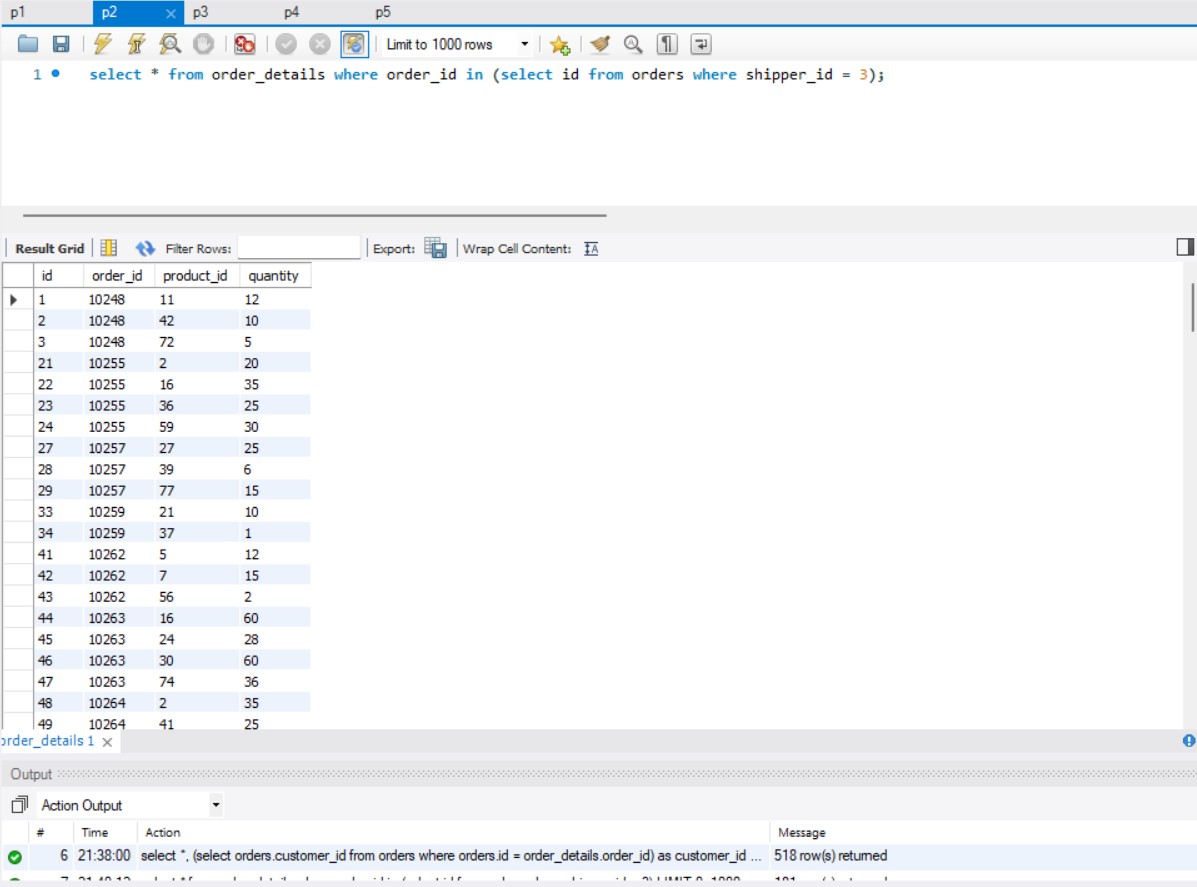 p1 p2 p3 p4 p5
Limit to 1000 rows
1 select * from order_details where order_id in (select id from orders where shipper_id = 3);
Result Grid Filter Rows: Export: Wrap Cell Content:
id order_id product_id quantity
1 10248 11 12
2 10248 42 10
3 10248 72 5
21 10255 2 20
22 10255 16 35
23 10255 36 25
24 10255 59 30
27 10257 27 25
28 10257 39 6
29 10257 77 15
33 10259 21 10
34 10259 37 1
41 10262 5 12
42 10262 7 15
43 10262 56 2
44 10263 16 60
45 10263 24 28
46 10263 30 60
47 10263 74 36
48 10264 2 35
49 10264 41 25
order_details 1
Output
Action Output
# Time Action Message
6 21:38:00 select *, (select orders.customer_id from orders where orders.id = order_details.order_id) as customer_id ... 518 row(s) returned